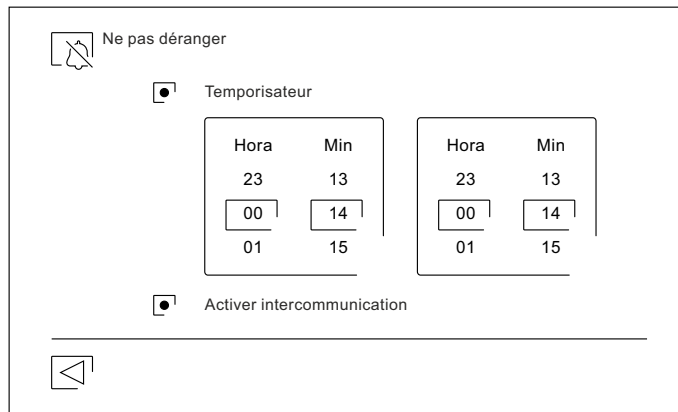 Ne pas déranger
Temporisateur
Hora Min Hora Min
23 13 23 13
00 14 00 14
01 15 01 15
Activer intercommunication